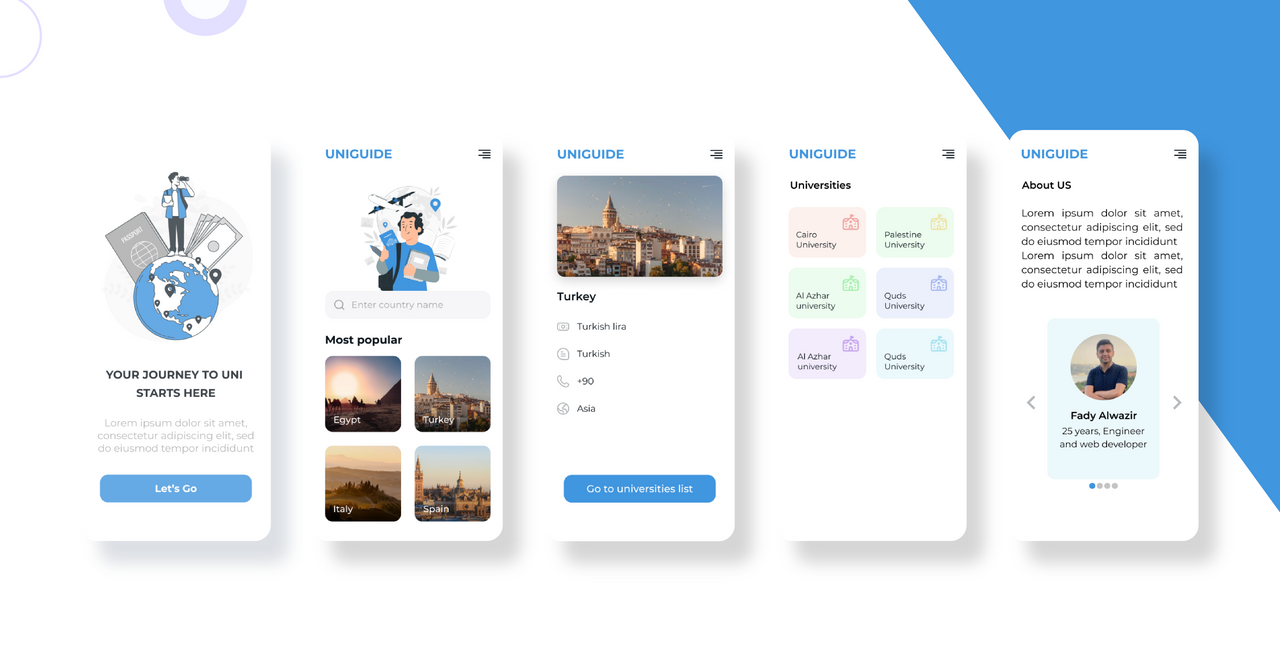 PASSPORT
YOUR JOURNEY TO UNI
STARTS HERE
Lorem ipsum dolor sit amet,
consectetur adipiscing elit, sed
do eiusmod tempor incididunt
Let's Go
UNIGUIDE
Enter country name
Most popular
Egypt
Turkey
Italy
Spain
UNIGUIDE
Turkey
Turkish lira
Turkish
+90
Asia
Go to universities list
UNIGUIDE
Universities
Cairo
University
Palestine
University
Al Azhar
university
Quds
University
Al Azhar
university
Quds
University
UNIGUIDE
About US
Lorem ipsum dolor sit amet,
consectetur adipiscing elit, sed
do eiusmod tempor incididunt
Lorem ipsum dolor sit amet,
consectetur adipiscing elit, sed
do eiusmod tempor incididunt
Fady Alwazir
25 years, Engineer
and web developer